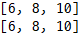 [6, 8, 10]
[6, 8, 10]